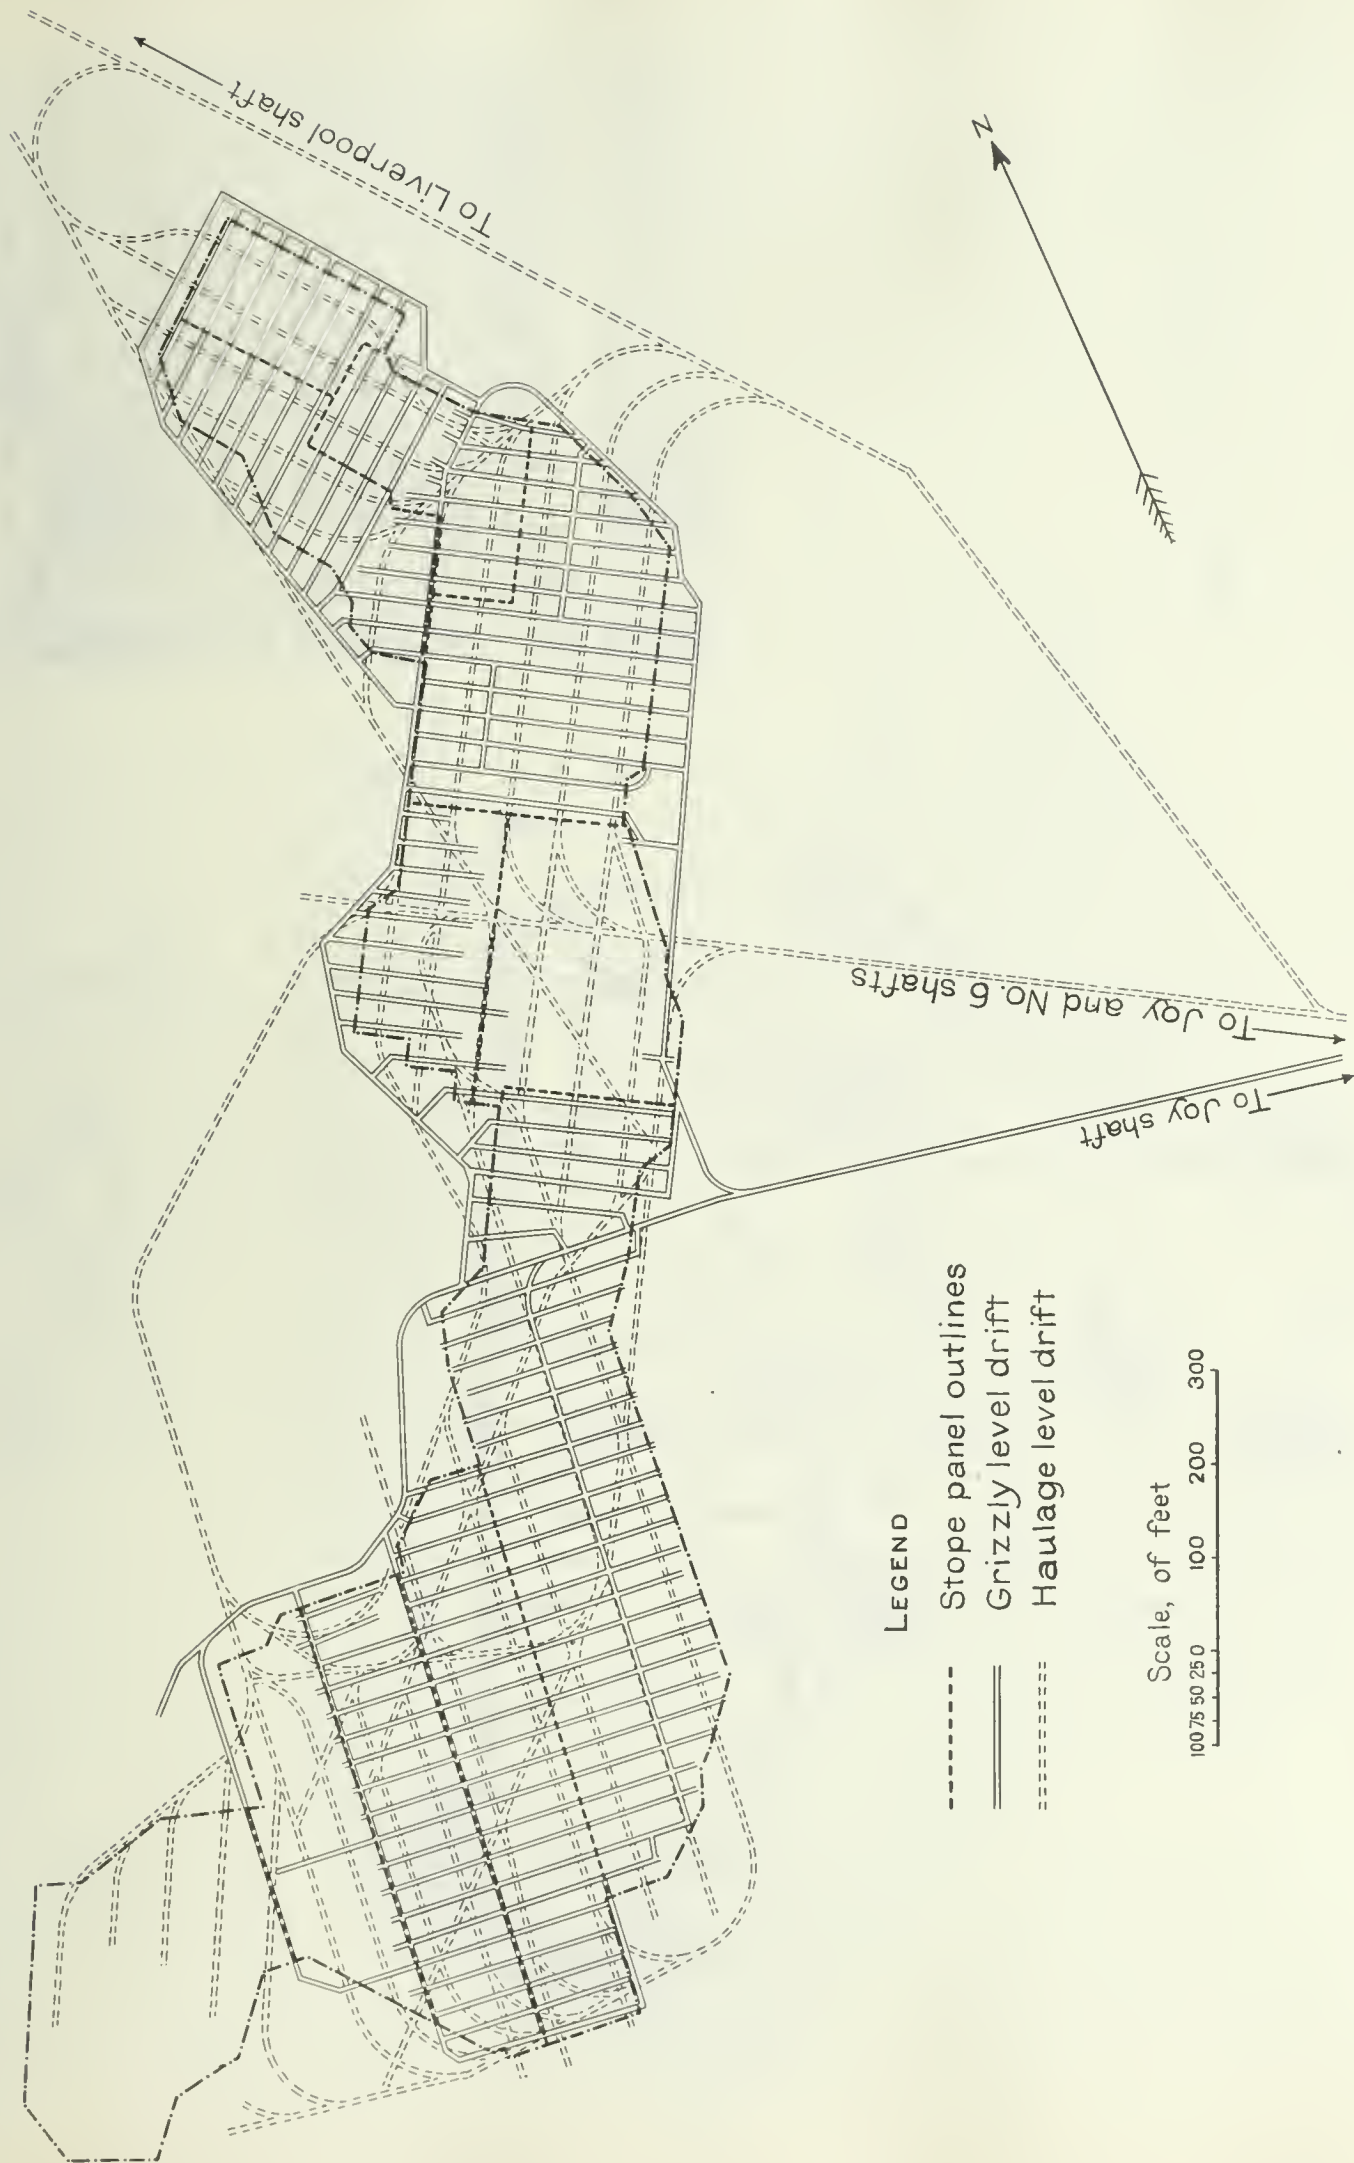 To Liverpool shaft
N
To Joy and No. 6 shafts
To Joy shaft
LEGEND
Stope panel outlines
Grizzly level drift
Haulage level drift
Scale, of feet
100 75 50 25 0 100 200 300